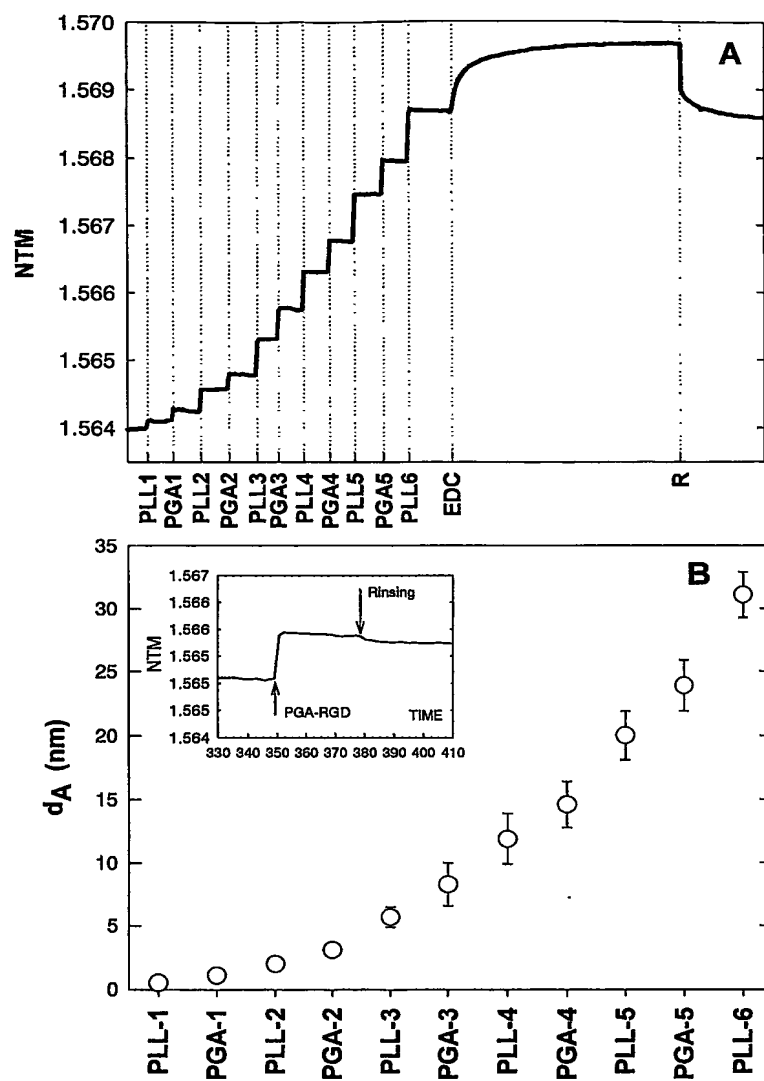 A
NTM
1.570
1.569
1.568
1.567
1.566
1.565
1.564
PLL1
PGA1
PLL2
PGA2
PLL3
PGA3
PLL4
PGA4
PLL5
PGA5
PLL6
EDC
R
B
dA (nm)
35
30
25
20
15
10
5
0
NTM
1.567
1.566
1.566
1.565
1.565
1.564
Rinsing
PGA-RGD
TIME
330 340 350 360 370 380 390 400 410
PLL-1
PGA-1
PLL-2
PGA-2
PLL-3
PGA-3
PLL-4
PGA-4
PLL-5
PGA-5
PLL-6